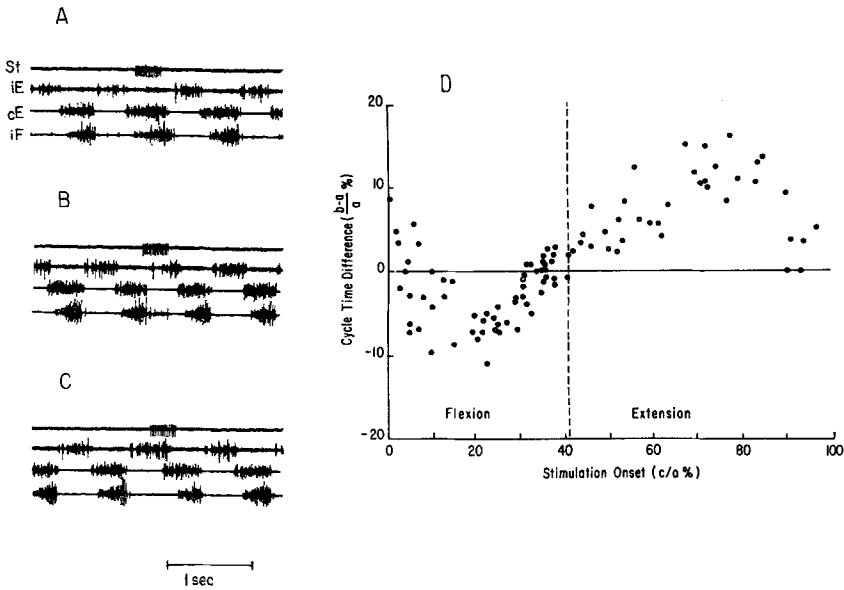 A
St
iE
cE
iF
B
C
1 sec
D
Cycle Time Difference (b-a/a %)
20
10
0
-10
-20
Flexion
Extension
0
20
40
60
80
100
Stimulation Onset (c/a %)